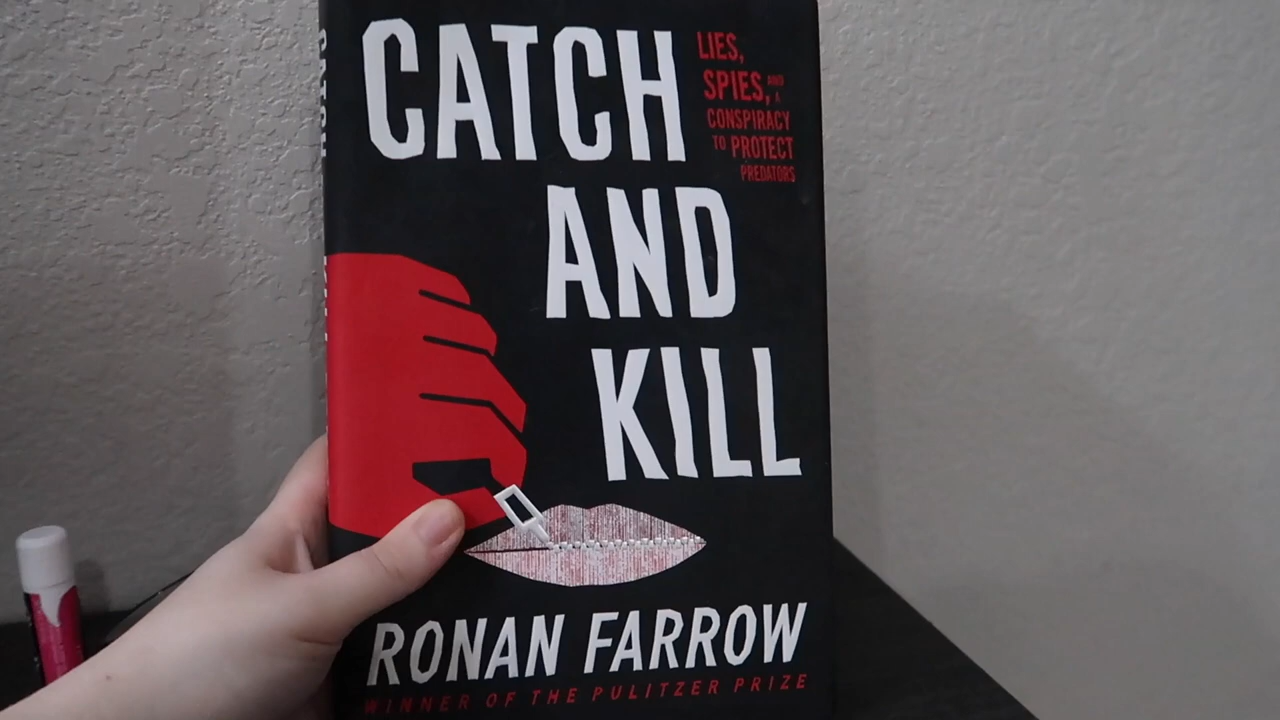 CATCH
AND
KILL
LIES,
SPIES, AND A
CONSPIRACY
TO PROTECT
PREDATORS
RONAN FARROW
WINNER OF THE PULITZER PRIZE